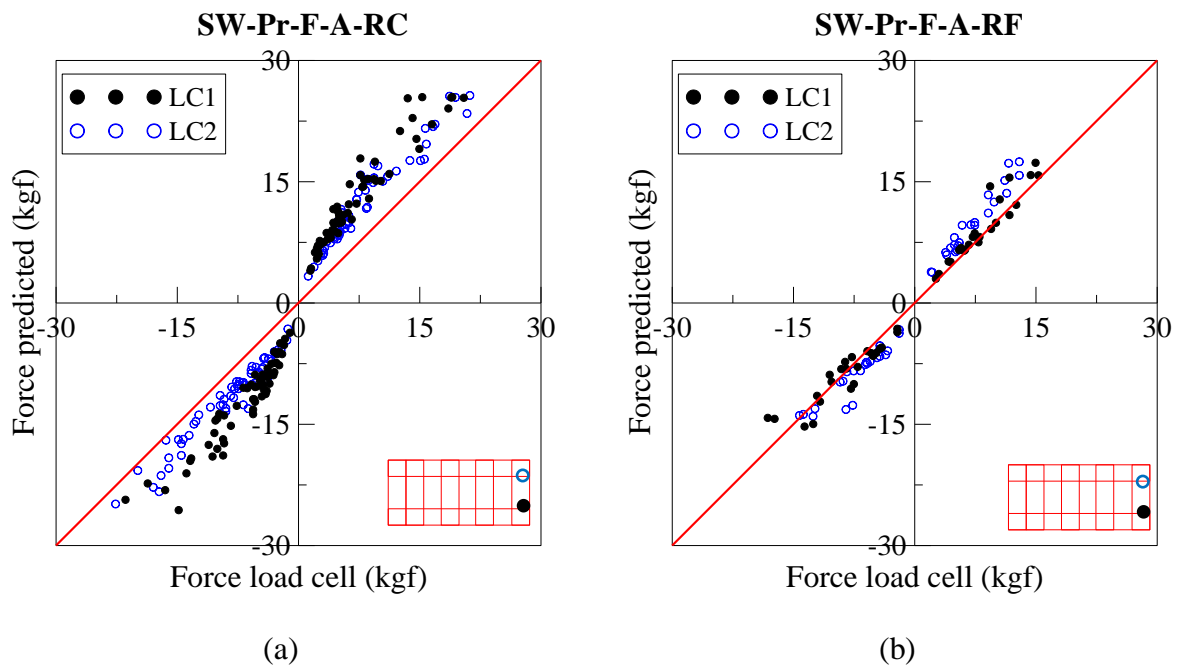 SW-Pr-F-A-RC
30
LC1
LC2
15
0
-30
-15
0
15
30
-15
-30
Force predicted (kgf)
Force load cell (kgf)
(a)
SW-Pr-F-A-RF
30
LC1
LC2
15
0
-30
-15
0
15
30
-15
-30
Force predicted (kgf)
Force load cell (kgf)
(b)